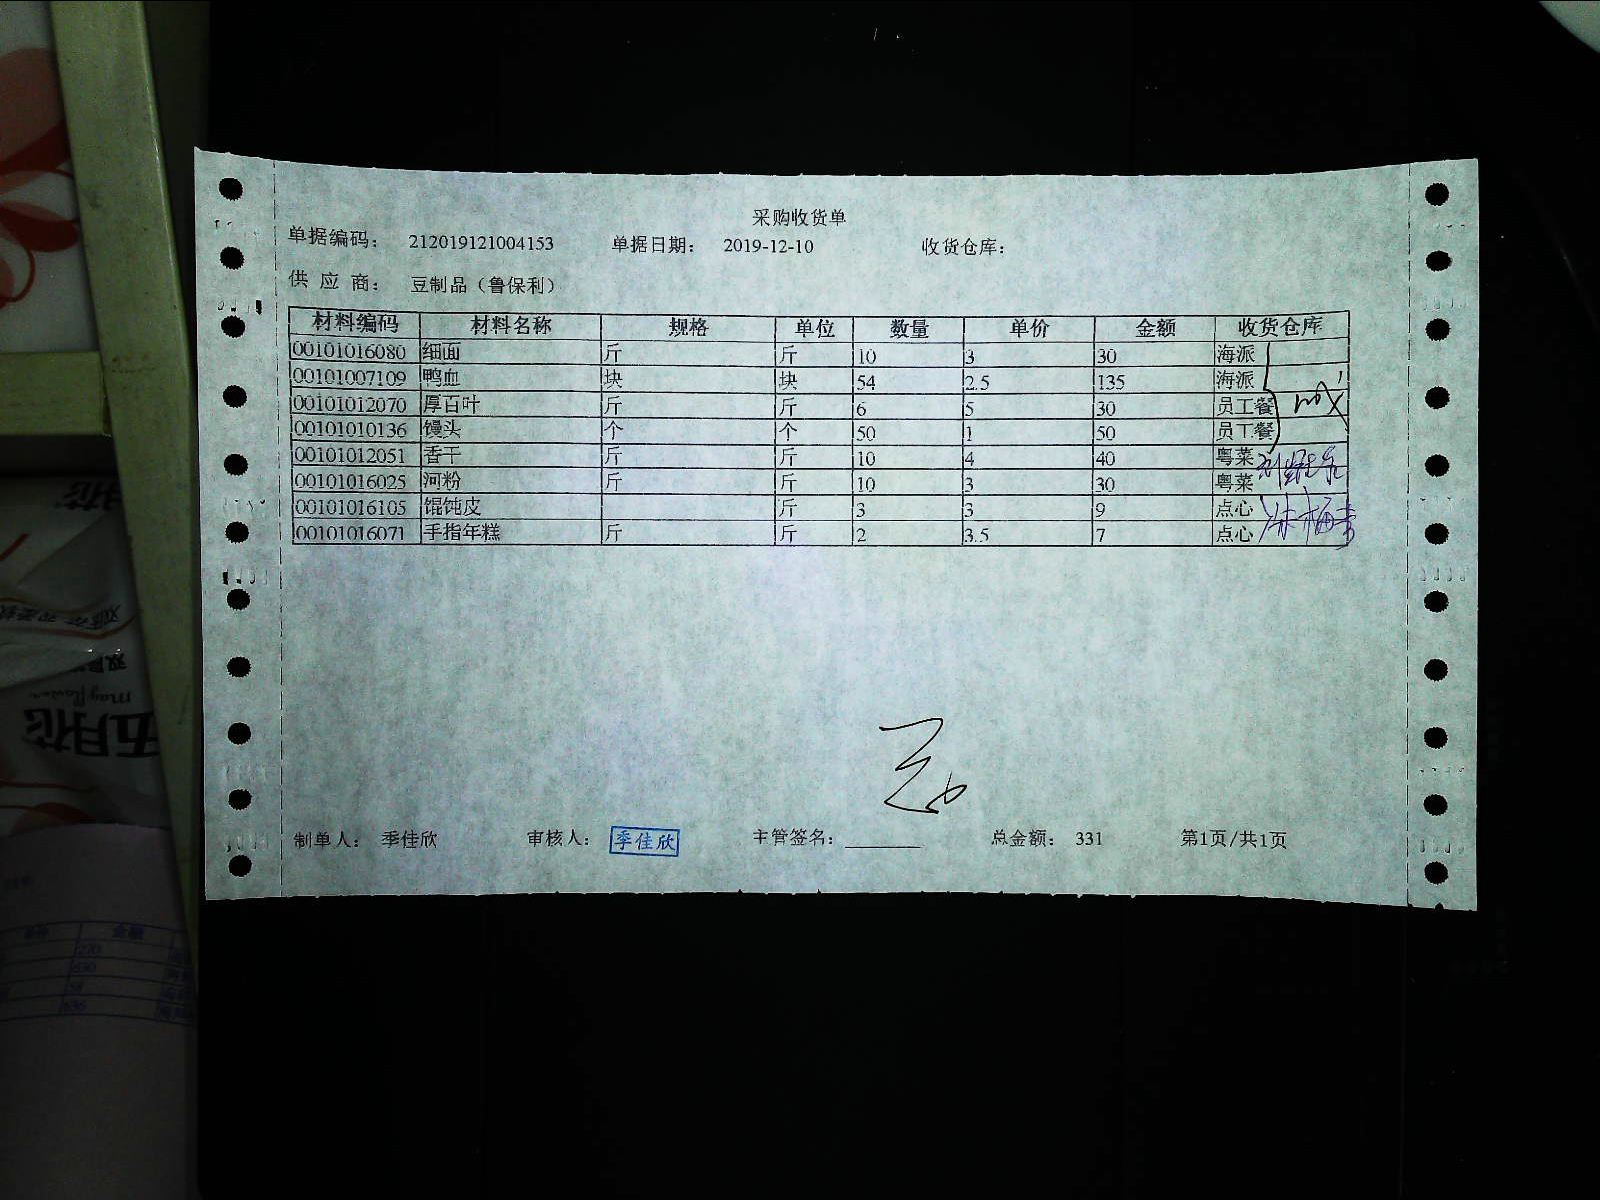 采购收货单
单据编码： 212019121004153 单据日期： 2019-12-10 收货仓库：
供 应 商： 豆制品（鲁保利）
材料编码 材料名称 规格 单位 数量 单价 金额 收货仓库
00101016080 细面 斤 斤 10 3 30 海派
00101007109 鸭血 块 块 54 2.5 135 海派
00101012070 厚百叶 斤 斤 6 5 30 员工餐
00101010136 馒头 个 个 50 1 50 员工餐
00101012051 香干 斤 斤 10 4 40 粤菜
00101016025 河粉 斤 斤 10 3 30 粤菜
00101016105 馄饨皮 斤 3 3 9 点心
00101016071 手指年糕 斤 斤 2 3.5 7 点心
制单人： 季佳欣 审核人： 季佳欣 主管签名： 总金额： 331 第1页/共1页
五月花
mayflower
270
830